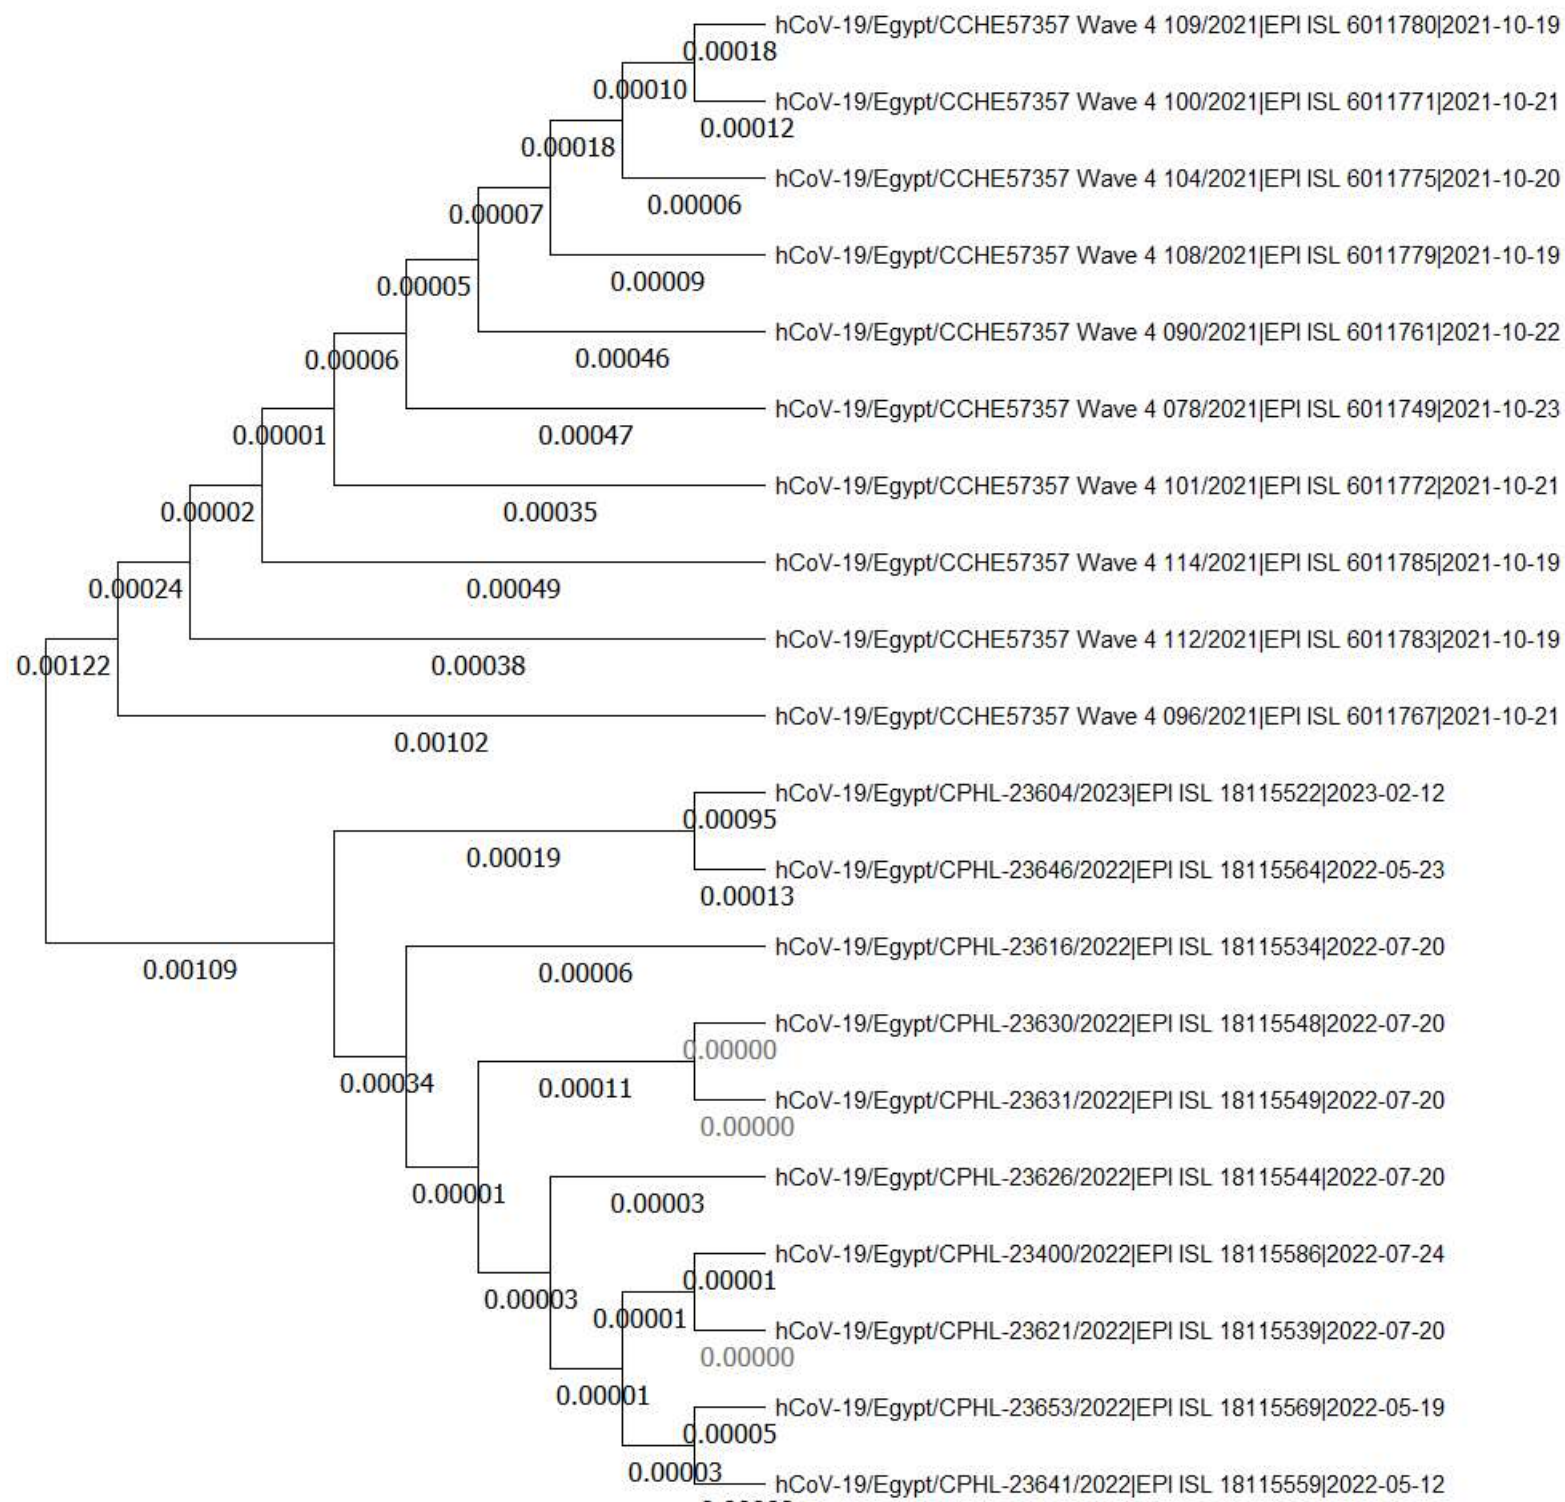 hCoV-19/Egypt/CCHE57357 Wave 4 109/2021|EPI ISL 6011780|2021-10-19
0.00018
0.00010
hCoV-19/Egypt/CCHE57357 Wave 4 100/2021|EPI ISL 6011771|2021-10-21
0.00012
0.00018
hCoV-19/Egypt/CCHE57357 Wave 4 104/2021|EPI ISL 6011775|2021-10-20
0.00006
0.00007
hCoV-19/Egypt/CCHE57357 Wave 4 108/2021|EPI ISL 6011779|2021-10-19
0.00009
0.00005
hCoV-19/Egypt/CCHE57357 Wave 4 090/2021|EPI ISL 6011761|2021-10-22
0.00046
0.00006
hCoV-19/Egypt/CCHE57357 Wave 4 078/2021|EPI ISL 6011749|2021-10-23
0.00047
0.00001
hCoV-19/Egypt/CCHE57357 Wave 4 101/2021|EPI ISL 6011772|2021-10-21
0.00035
0.00002
hCoV-19/Egypt/CCHE57357 Wave 4 114/2021|EPI ISL 6011785|2021-10-19
0.00049
0.00024
hCoV-19/Egypt/CCHE57357 Wave 4 112/2021|EPI ISL 6011783|2021-10-19
0.00038
0.00122
hCoV-19/Egypt/CCHE57357 Wave 4 096/2021|EPI ISL 6011767|2021-10-21
0.00102
hCoV-19/Egypt/CPHL-23604/2023|EPI ISL 18115522|2023-02-12
0.00095
0.00019
hCoV-19/Egypt/CPHL-23646/2022|EPI ISL 18115564|2022-05-23
0.00013
hCoV-19/Egypt/CPHL-23616/2022|EPI ISL 18115534|2022-07-20
0.00006
0.00109
hCoV-19/Egypt/CPHL-23630/2022|EPI ISL 18115548|2022-07-20
0.00000
0.00011
0.00034
hCoV-19/Egypt/CPHL-23631/2022|EPI ISL 18115549|2022-07-20
0.00000
hCoV-19/Egypt/CPHL-23626/2022|EPI ISL 18115544|2022-07-20
0.00003
0.00001
hCoV-19/Egypt/CPHL-23400/2022|EPI ISL 18115586|2022-07-24
0.00001
0.00003
0.00001
hCoV-19/Egypt/CPHL-23621/2022|EPI ISL 18115539|2022-07-20
0.00000
0.00001
hCoV-19/Egypt/CPHL-23653/2022|EPI ISL 18115569|2022-05-19
0.00005
0.00003
hCoV-19/Egypt/CPHL-23641/2022|EPI ISL 18115559|2022-05-12